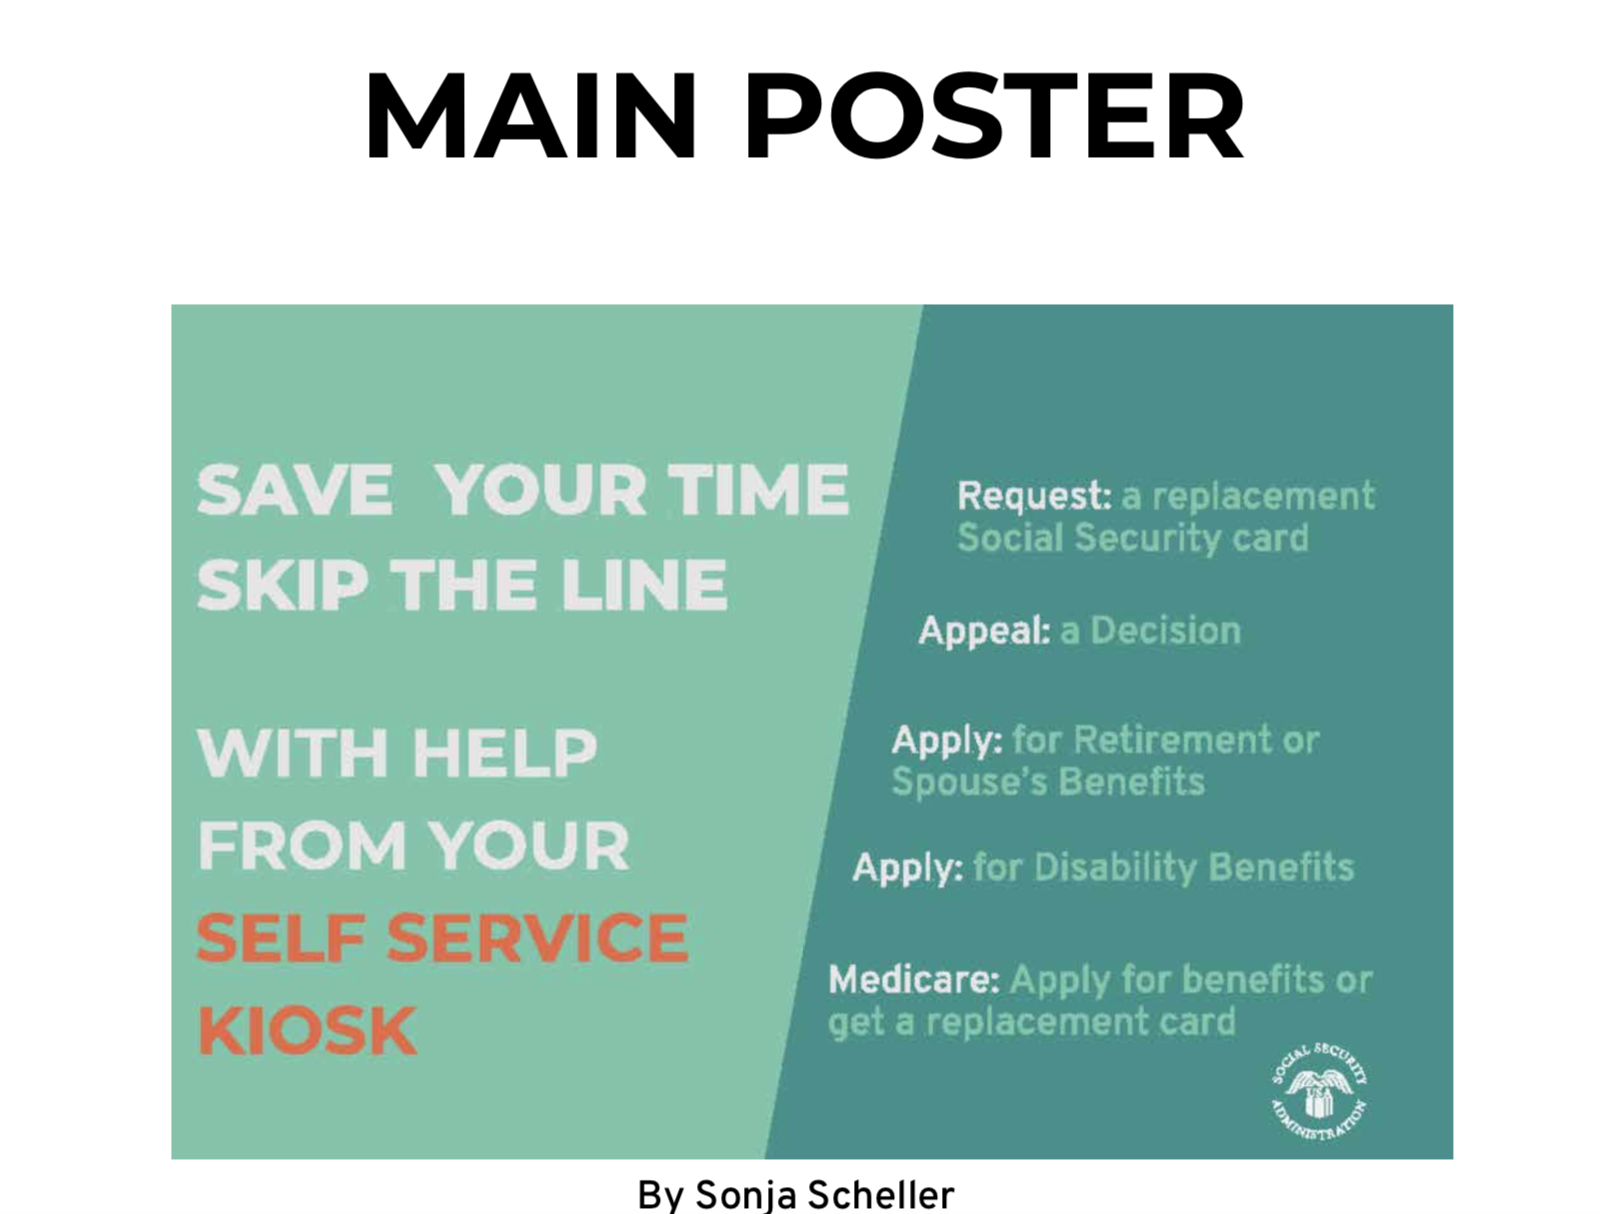 MAIN POSTER
SAVE YOUR TIME
SKIP THE LINE
WITH HELP
FROM YOUR
SELF SERVICE
KIOSK
Request: a replacement
Social Security card
Appeal: a Decision
Apply: for Retirement or
Spouse's Benefits
Apply: for Disability Benefits
Medicare: Apply for benefits or
get a replacement card
SOCIAL SECURITY
USA
ADMINISTRATION
By Sonja Scheller